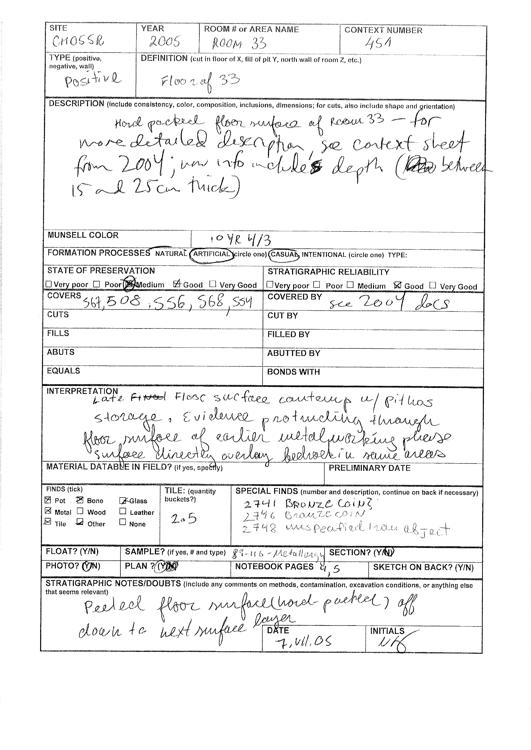 SITE YEAR ROOM # or AREA NAME CONTEXT NUMBER
CHOSSR 2005 ROOM 33 451
TYPE (positive, negative, wall) DEFINITION (cut in floor of X, fill of pit Y, north wall of room Z, etc.)
Positive Floor of 33
DESCRIPTION (include consistency, color, composition, inclusions, dimensions; for cuts, also include shape and orientation)
Hard packed floor surface of Room 33 – for
more detailed description, see context sheet
from 2004; new info includes depth ( between
15 and 25cm thick)
MUNSELL COLOR 10YR 4/3
FORMATION PROCESSES NATURAL ARTIFICIAL (circle one) CASUAL, INTENTIONAL (circle one) TYPE:
STATE OF PRESERVATION STRATIGRAPHIC RELIABILITY
Very poor Poor Medium Good Very Good Very poor Poor Medium Good Very Good
COVERS 567, 508, 556, 568, 554 COVERED BY see 2004 docs
CUTS CUT BY
FILLS FILLED BY
ABUTS ABUTTED BY
EQUALS BONDS WITH
INTERPRETATION
Late Floor surface contemp w/ pithos
storage. Evidence protruding through
floor surface of earlier metalworking phase
surface directly overlay bedrock in some areas
MATERIAL DATABLE IN FIELD? (if yes, specify) PRELIMINARY DATE
FINDS (tick) TILE: (quantity buckets?) SPECIAL FINDS (number and description, continue on back if necessary)
Pot Bone Glass 2741 BRONZE COINS
Metal Wood Leather 2.5 2746 BRONZE COIN
Tile Other None 2748 unspecified Iron object
FLOAT? (Y/N) SAMPLE? (if yes, # and type) Metallurgy SECTION? (Y/N)
PHOTO? (Y/N) PLAN? (Y/N) NOTEBOOK PAGES 4,5 SKETCH ON BACK? (Y/N)
STRATIGRAPHIC NOTES/DOUBTS (include any comments on methods, contamination, excavation conditions, or anything else
that seems relevant)
Peeled floor surface (hard packed) off
down to next surface layer
DATE INITIALS
7.VII.05